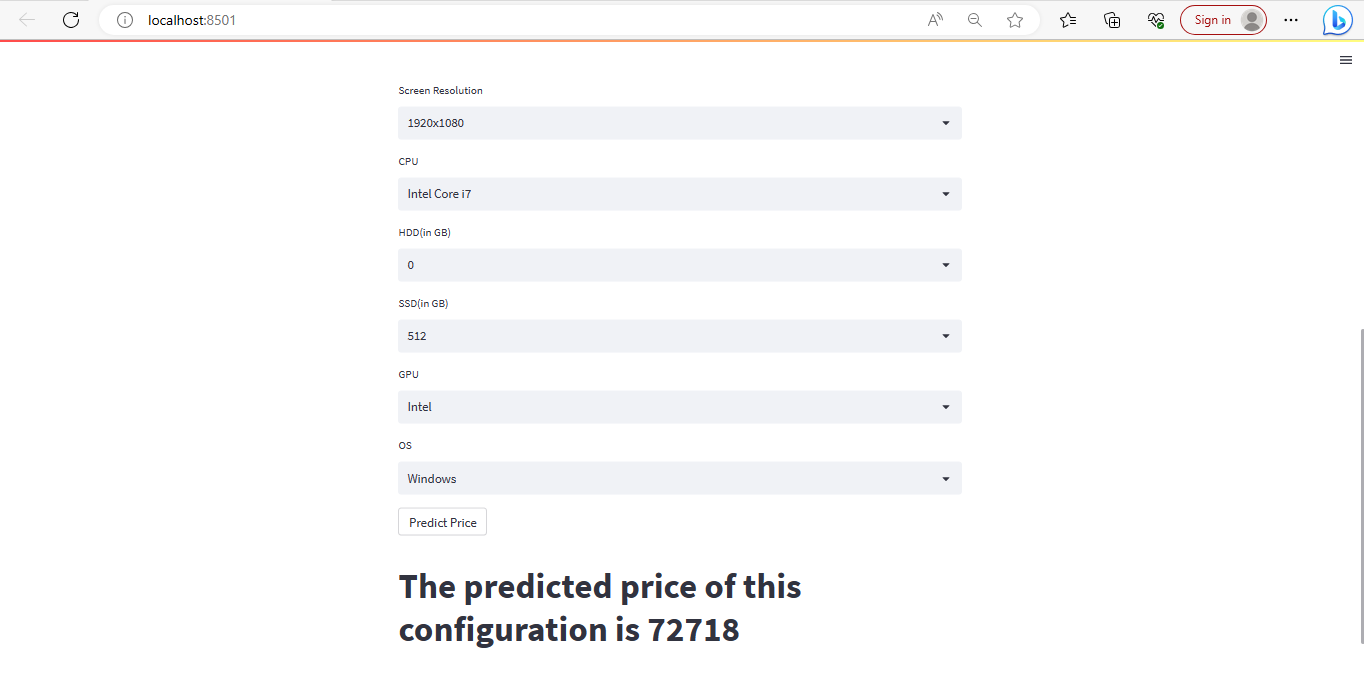 localhost:8501
Sign in
Screen Resolution
1920x1080
CPU
Intel Core i7
HDD(in GB)
0
SSD(in GB)
512
GPU
Intel
OS
Windows
Predict Price
The predicted price of this
configuration is 72718